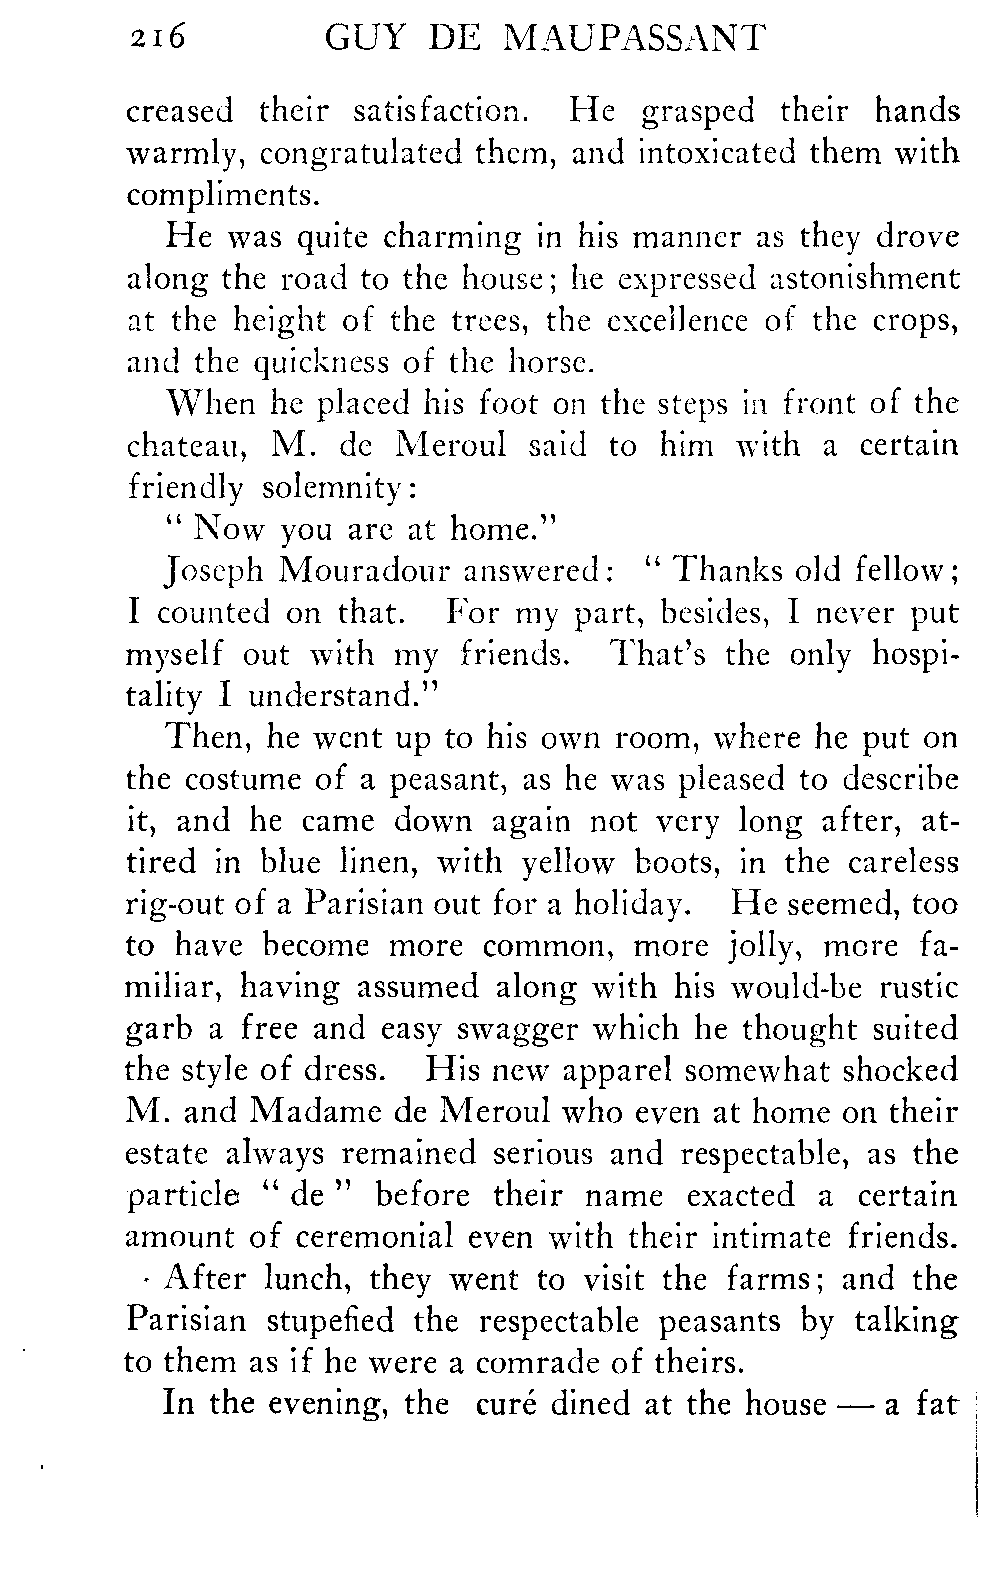 216 GUY DE MAUPASSANT
creased their satisfaction. He grasped their hands
warmly, congratulated them, and intoxicated them with
compliments.
He was quite charming in his manner as they drove
along the road to the house; he expressed astonishment
at the height of the trees, the excellence of the crops,
and the quickness of the horse.
When he placed his foot on the steps in front of the
chateau, M. de Meroul said to him with a certain
friendly solemnity:
" Now you are at home."
Joseph Mouradour answered: " Thanks old fellow;
I counted on that. For my part, besides, I never put
myself out with my friends. That's the only hospi-
tality I understand."
Then, he went up to his own room, where he put on
the costume of a peasant, as he was pleased to describe
it, and he came down again not very long after, at-
tired in blue linen, with yellow boots, in the careless
rig-out of a Parisian out for a holiday. He seemed, too
to have become more common, more jolly, more fa-
miliar, having assumed along with his would-be rustic
garb a free and easy swagger which he thought suited
the style of dress. His new apparel somewhat shocked
M. and Madame de Meroul who even at home on their
estate always remained serious and respectable, as the
particle " de " before their name exacted a certain
amount of ceremonial even with their intimate friends.
After lunch, they went to visit the farms; and the
Parisian stupefied the respectable peasants by talking
to them as if he were a comrade of theirs.
In the evening, the curé dined at the house — a fat